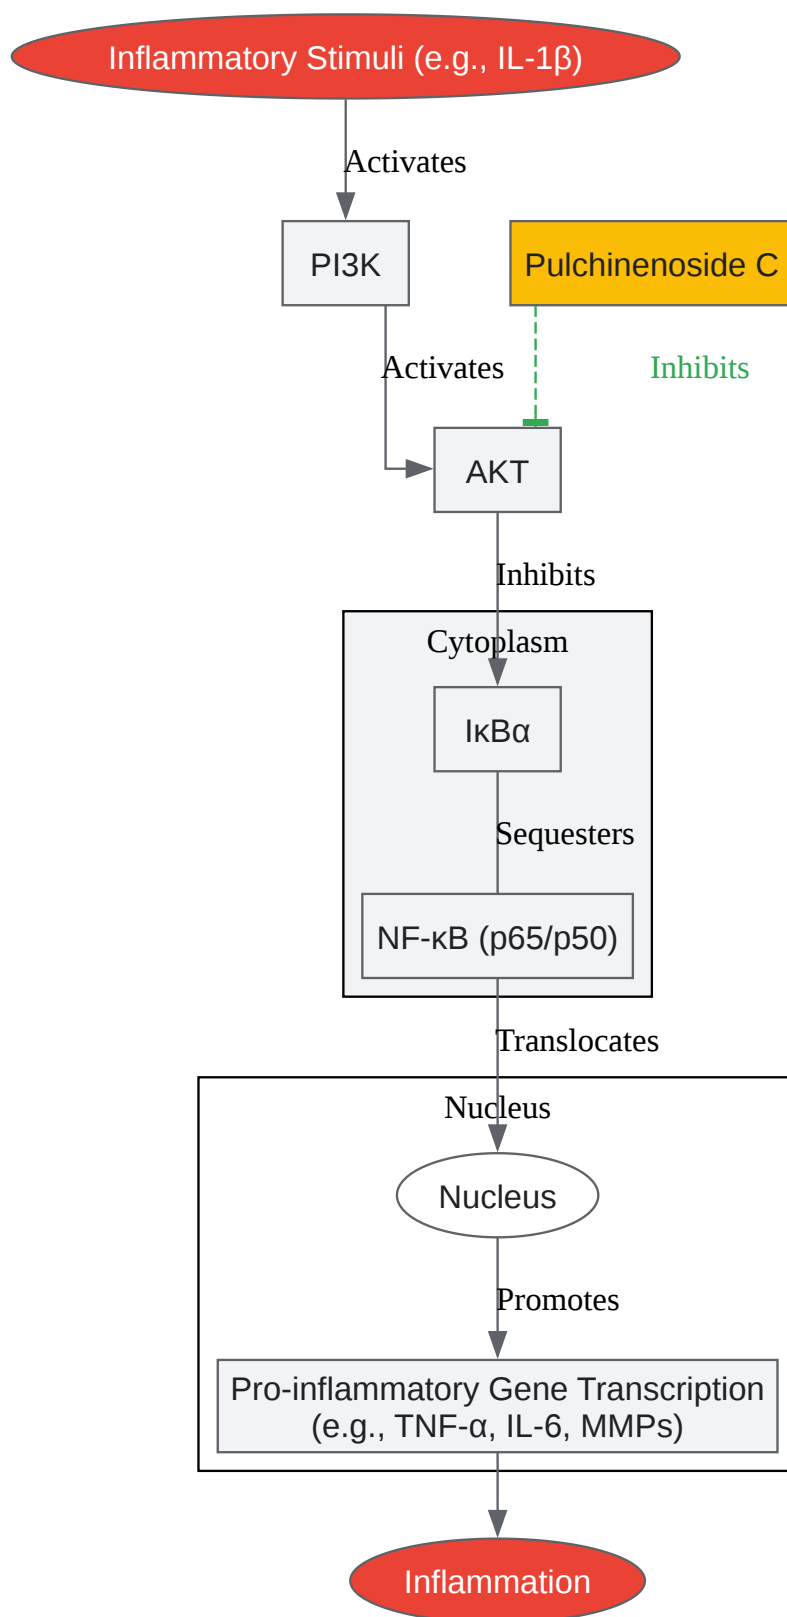 Inflammatory Stimuli (e.g., IL-1β)
Activates
PI3K
Pulchinenoside C
Activates
Inhibits
AKT
Inhibits
Cytoplasm
IκBα
Sequesters
NF-κB (p65/p50)
Translocates
Nucleus
Nucleus
Promotes
Pro-inflammatory Gene Transcription
(e.g., TNF-α, IL-6, MMPs)
Inflammation